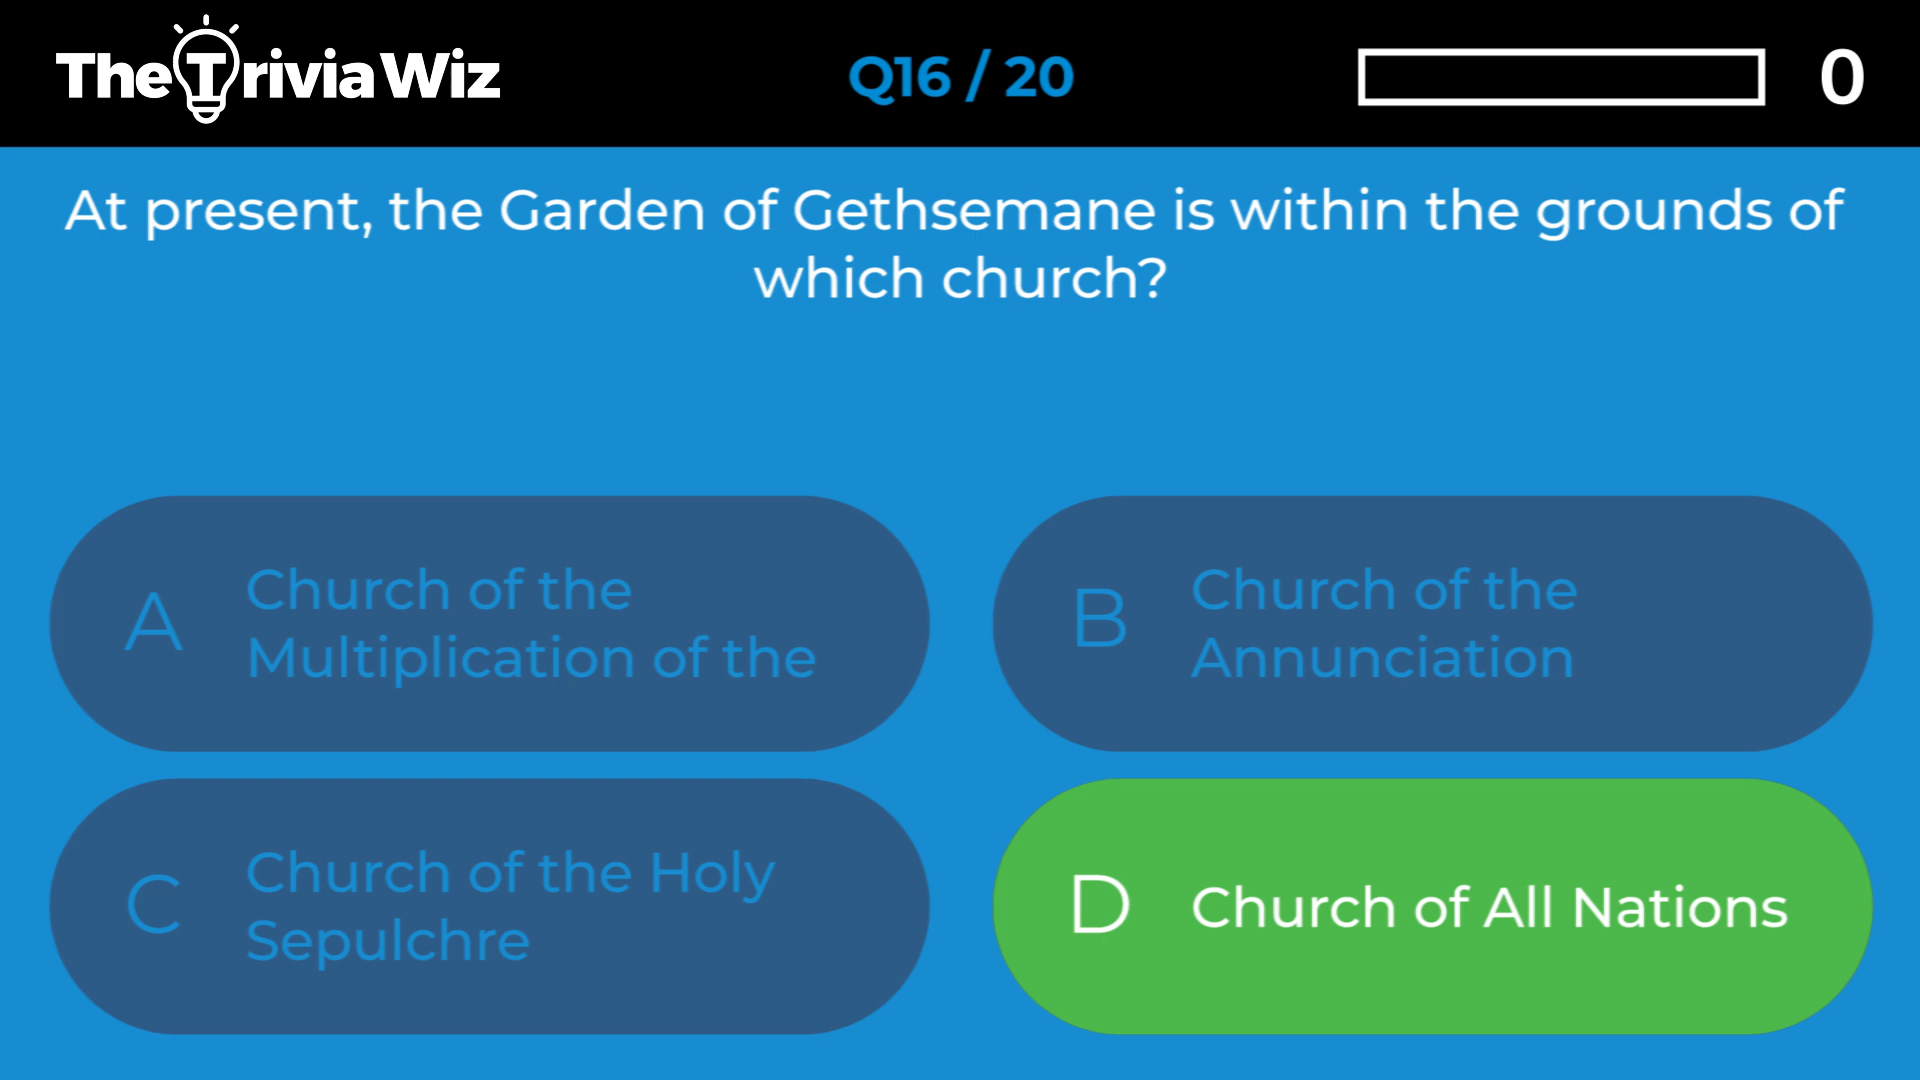 TheTriviaWiz
Q16 / 20
0
At present, the Garden of Gethsemane is within the grounds of
which church?
A
Church of the
Multiplication of the
B
Church of the
Annunciation
C
Church of the Holy
Sepulchre
D
Church of All Nations